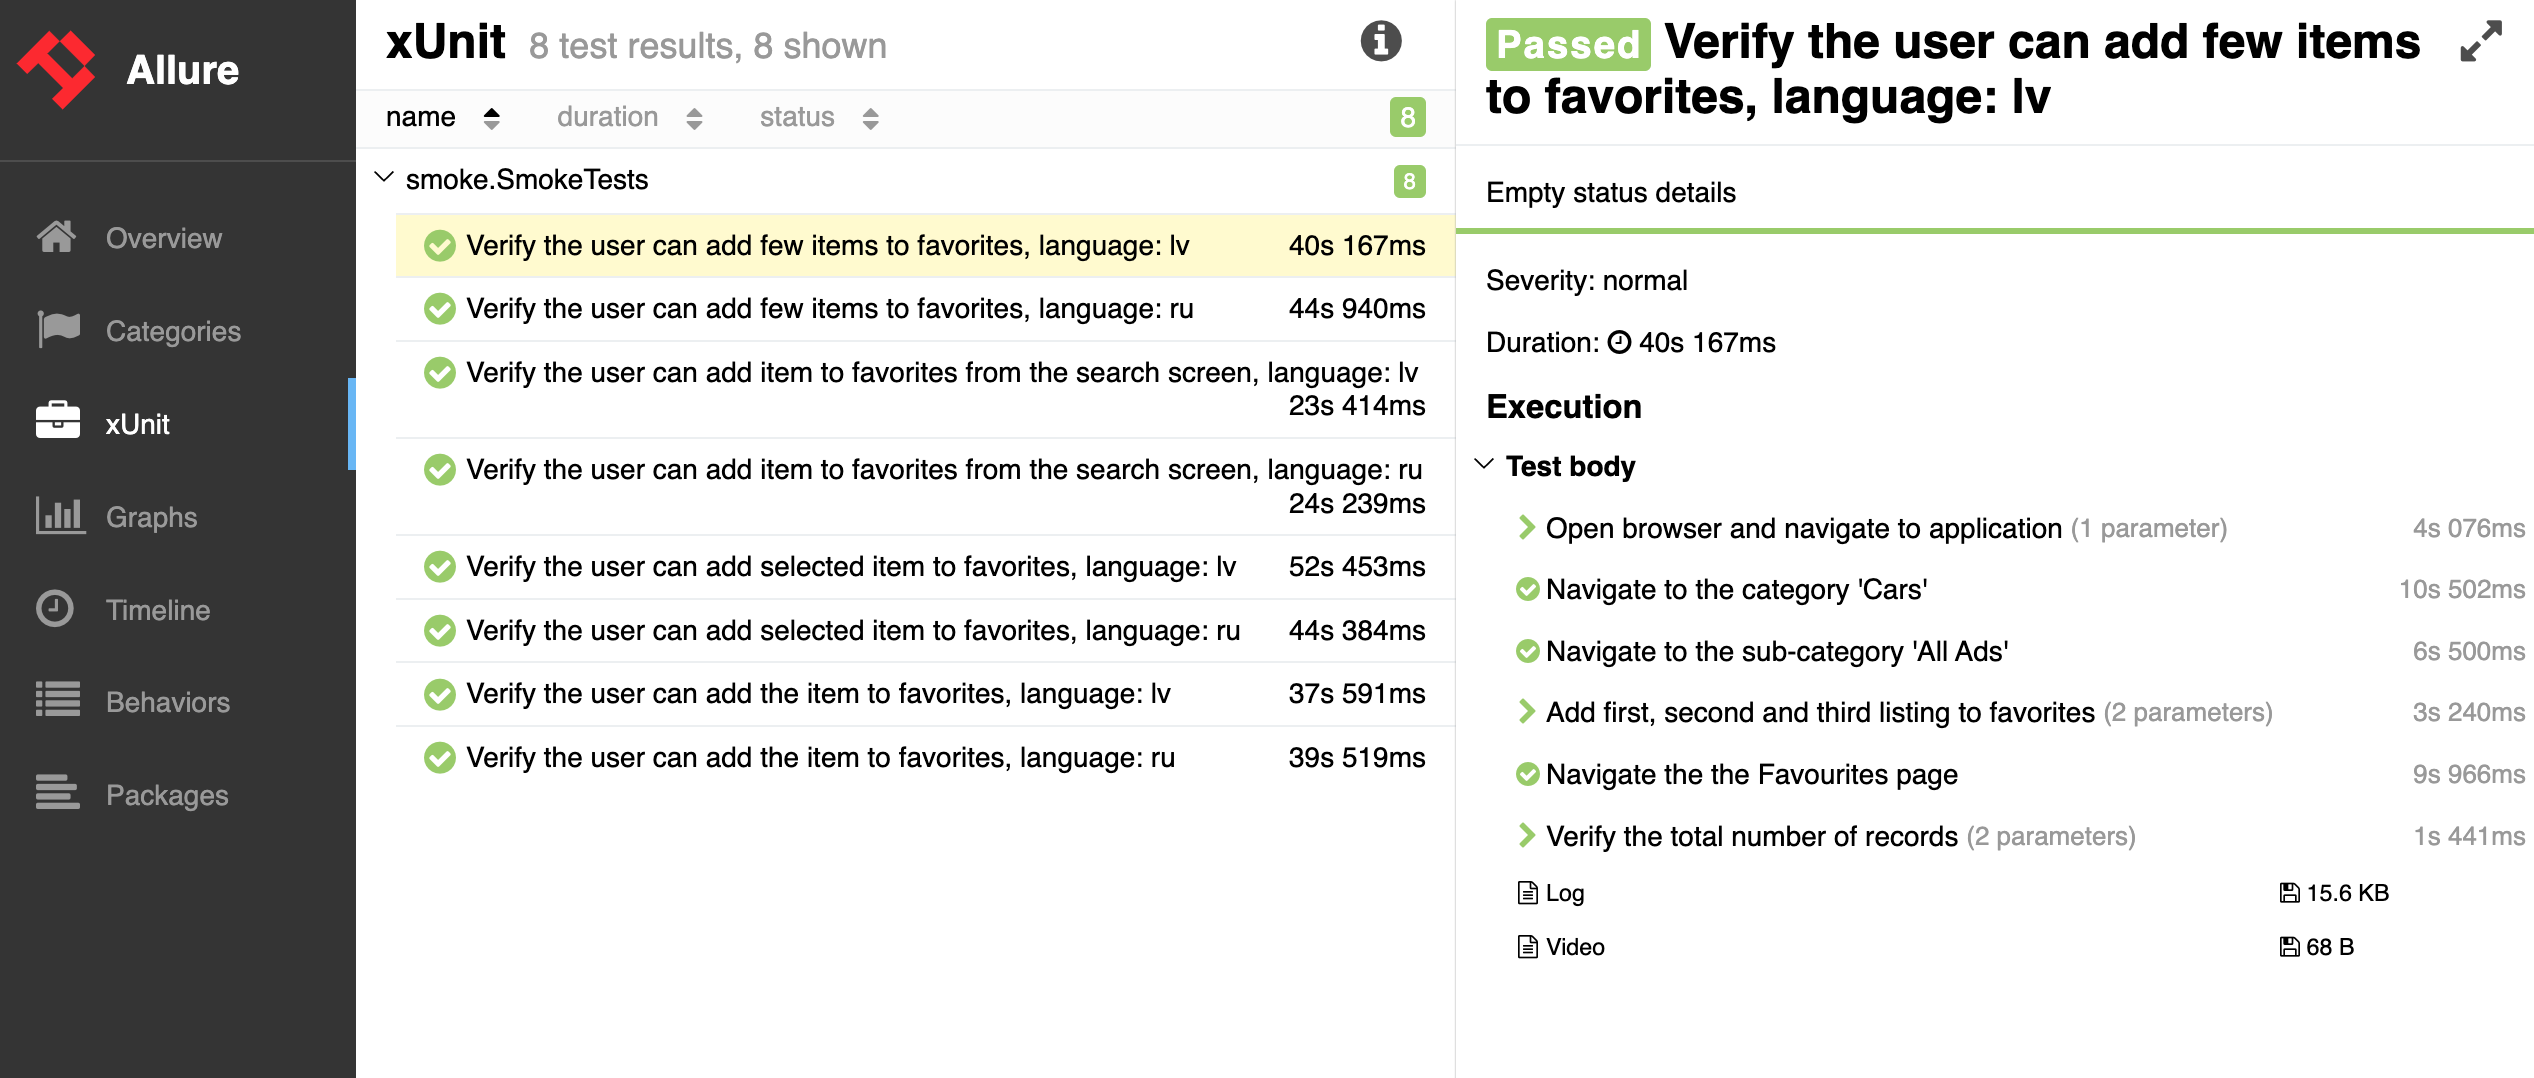 Allure
Overview
Categories
xUnit
Graphs
Timeline
Behaviors
Packages
xUnit 8 test results, 8 shown
name duration status 8
smoke.SmokeTests 8
Verify the user can add few items to favorites, language: lv 40s 167ms
Verify the user can add few items to favorites, language: ru 44s 940ms
Verify the user can add item to favorites from the search screen, language: lv
23s 414ms
Verify the user can add item to favorites from the search screen, language: ru
24s 239ms
Verify the user can add selected item to favorites, language: lv 52s 453ms
Verify the user can add selected item to favorites, language: ru 44s 384ms
Verify the user can add the item to favorites, language: lv 37s 591ms
Verify the user can add the item to favorites, language: ru 39s 519ms
Passed Verify the user can add few items
to favorites, language: lv
Empty status details
Severity: normal
Duration: 40s 167ms
Execution
Test body
Open browser and navigate to application (1 parameter) 4s 076ms
Navigate to the category 'Cars' 10s 502ms
Navigate to the sub-category 'All Ads' 6s 500ms
Add first, second and third listing to favorites (2 parameters) 3s 240ms
Navigate the the Favourites page 9s 966ms
Verify the total number of records (2 parameters) 1s 441ms
Log 15.6 KB
Video 68 B